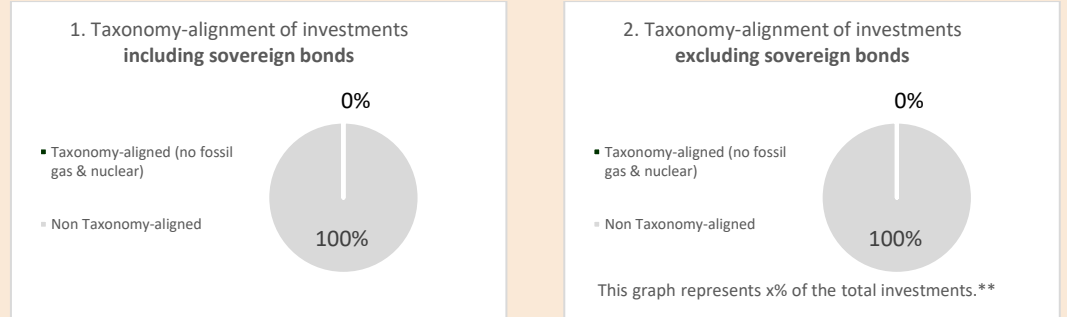 1. Taxonomy-alignment of investments
including sovereign bonds
0%
Taxonomy-aligned (no fossil
gas & nuclear)
Non Taxonomy-aligned
100%
2. Taxonomy-alignment of investments
excluding sovereign bonds
0%
Taxonomy-aligned (no fossil
gas & nuclear)
Non Taxonomy-aligned
100%
This graph represents x% of the total investments.**